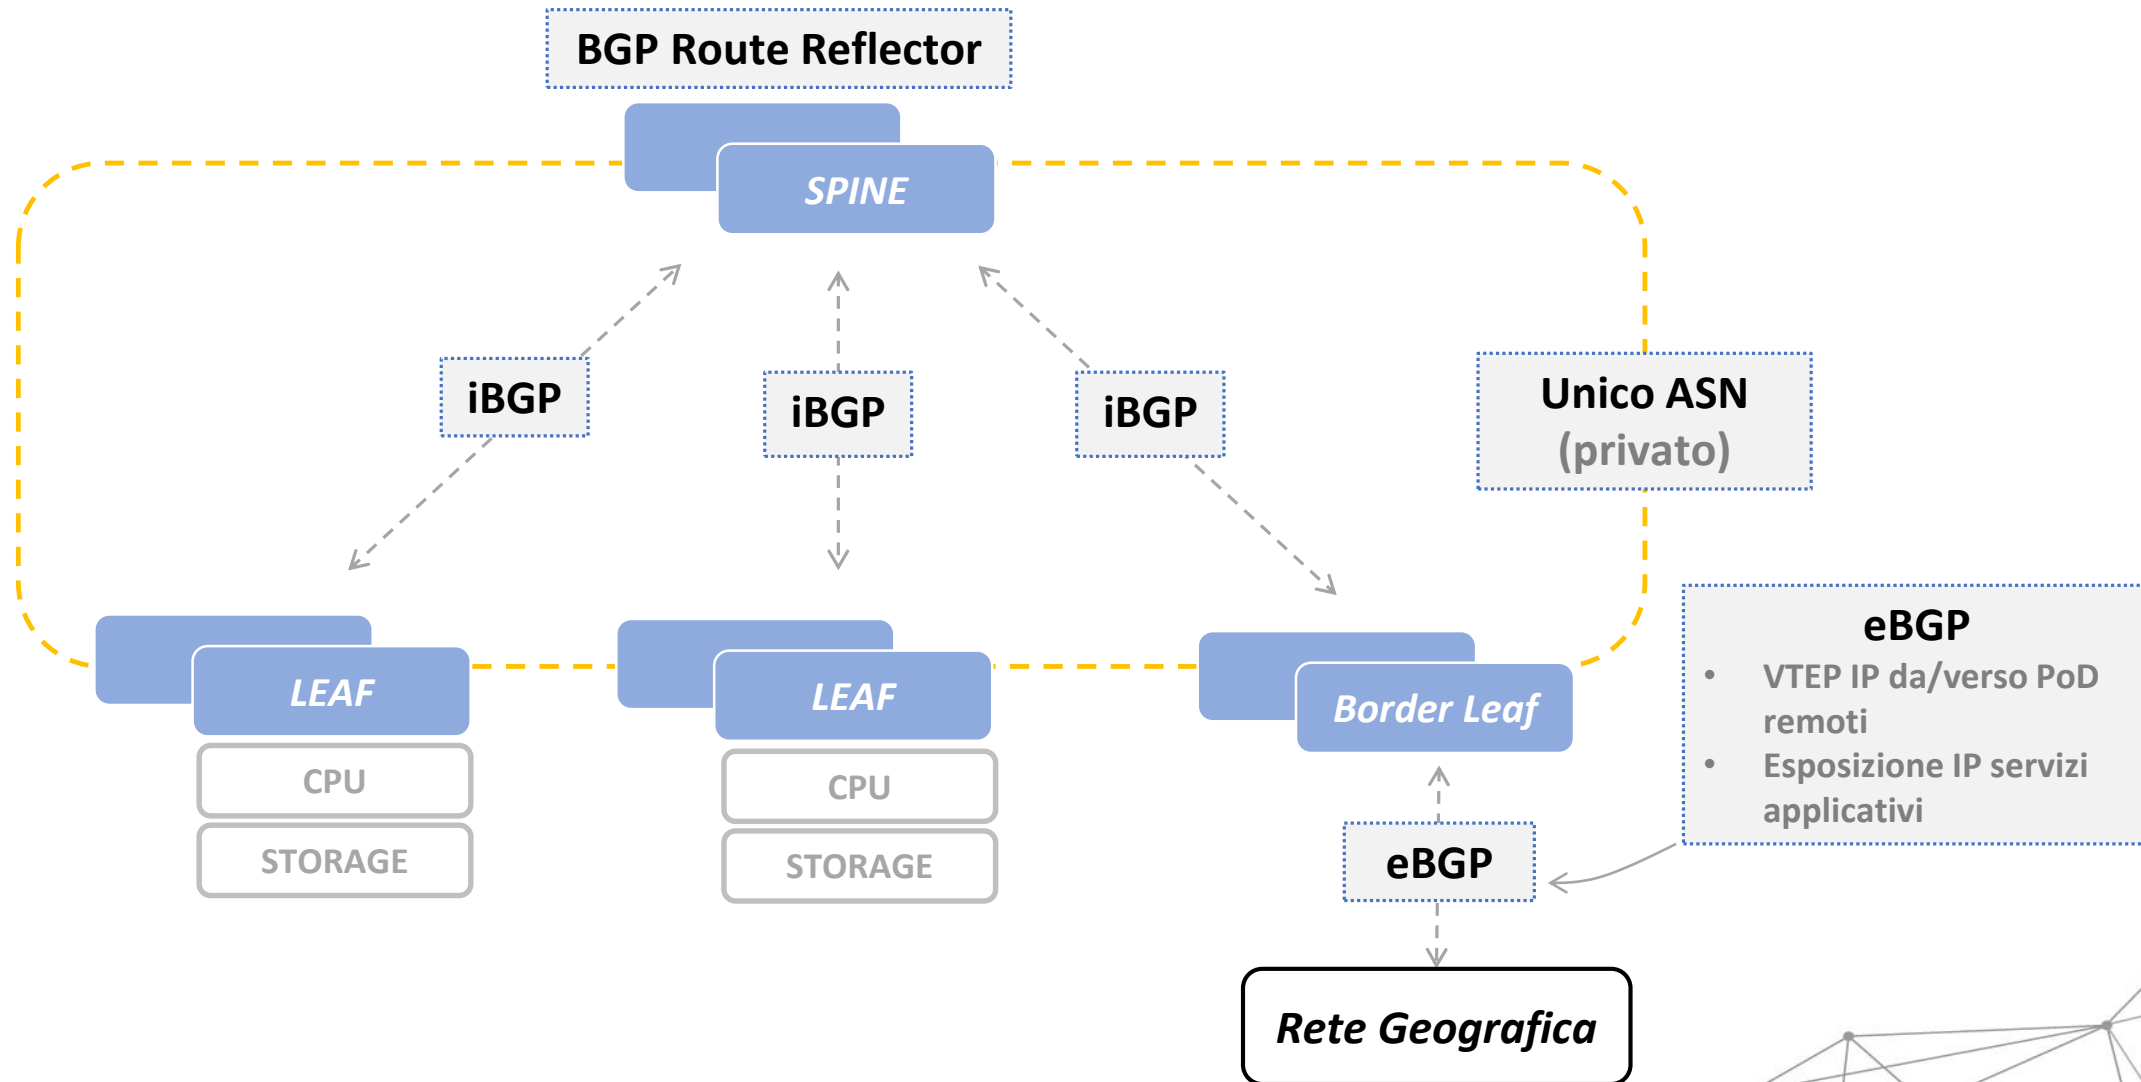 BGP Route Reflector
SPINE
iBGP
iBGP
iBGP
Unico ASN
(privato)
LEAF
CPU
STORAGE
LEAF
CPU
STORAGE
Border Leaf
eBGP
• VTEP IP da/verso PoD
remoti
• Esposizione IP servizi
applicativi
eBGP
Rete Geografica